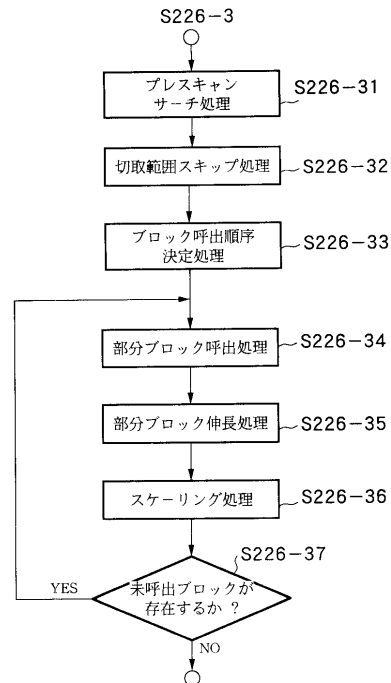 S226-3
プレスキャン
サーチ処理
S226-31
切取範囲スキップ処理
S226-32
ブロック呼出順序
決定処理
S226-33
部分ブロック呼出処理
S226-34
部分ブロック伸長処理
S226-35
スケーリング処理
S226-36
S226-37
未呼出ブロックが
存在するか ?
YES
NO